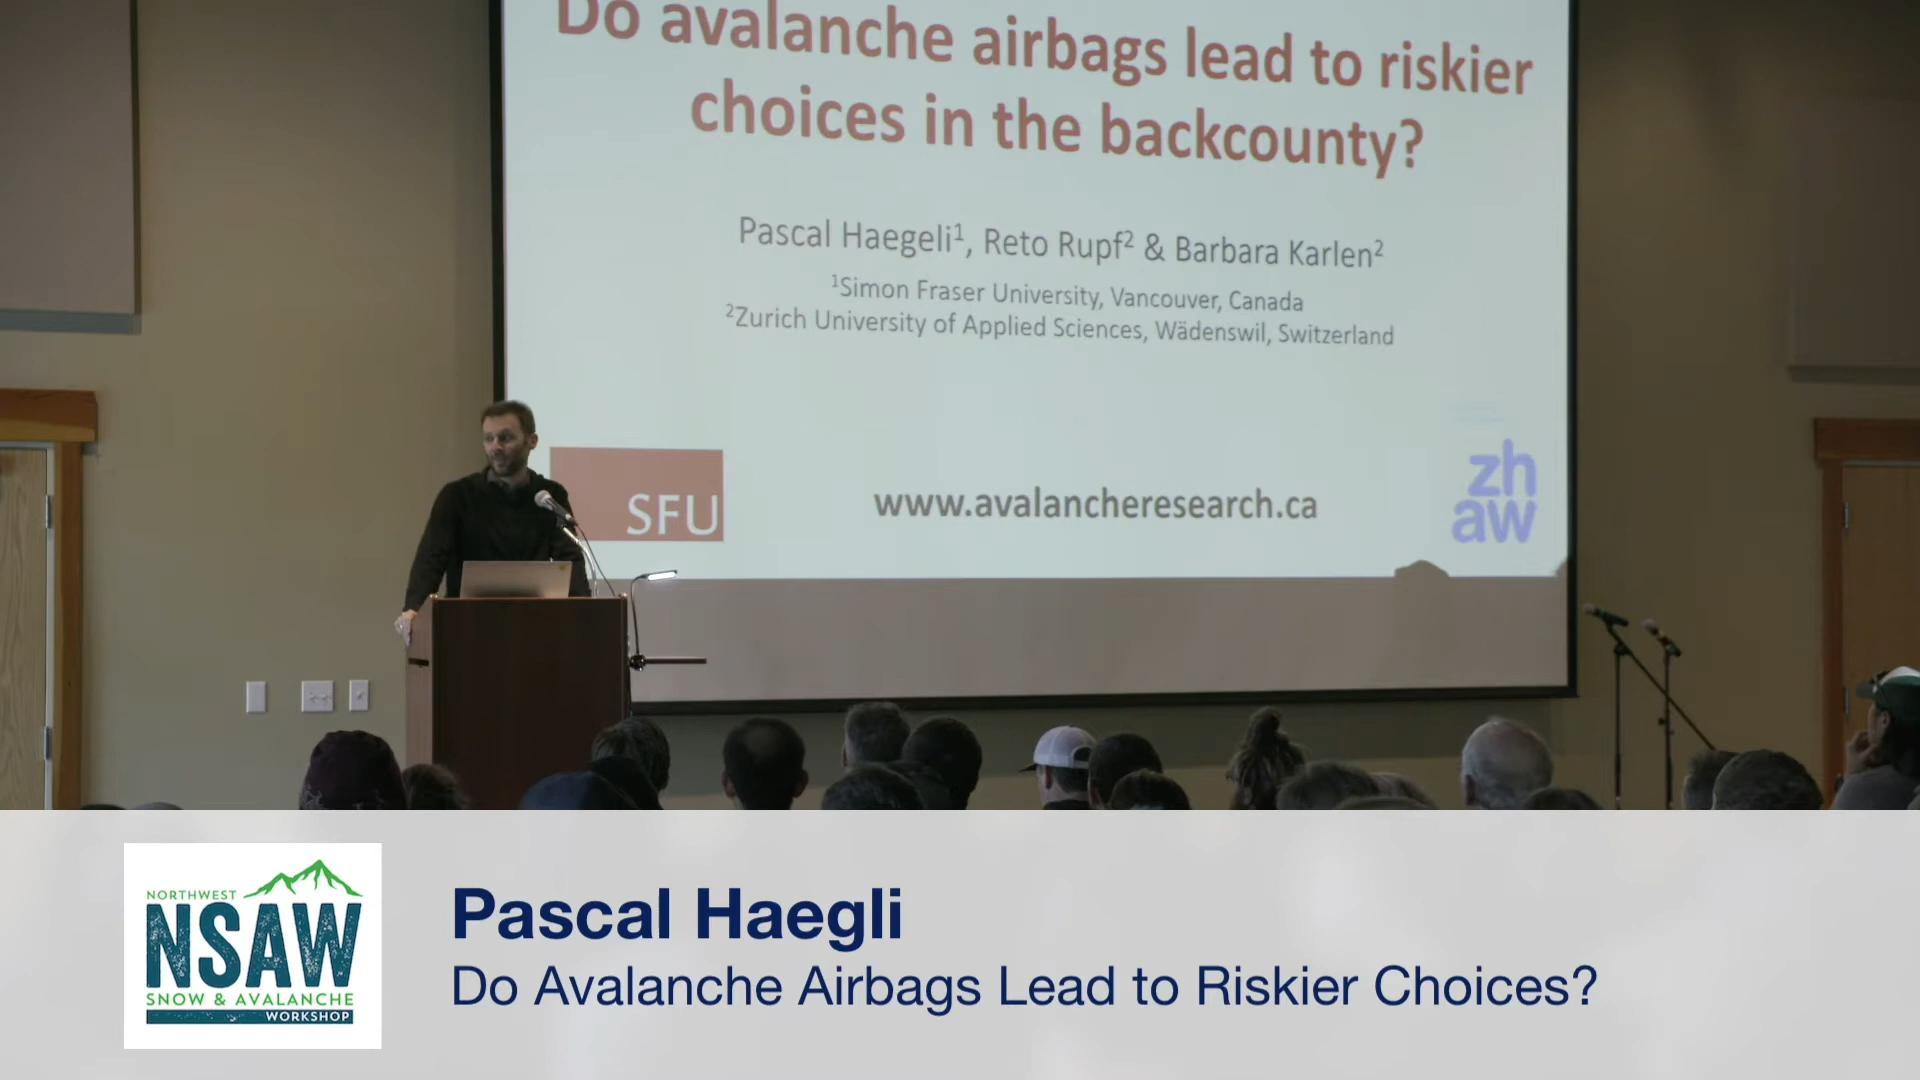 Do avalanche airbags lead to riskier
choices in the backcounty?
Pascal Haegeli¹, Reto Rupf² & Barbara Karlen²
¹Simon Fraser University, Vancouver, Canada
²Zurich University of Applied Sciences, Wädenswil, Switzerland
SFU
www.avalancheresearch.ca
zh
aw
NORTHWEST
NSAW
SNOW & AVALANCHE
WORKSHOP
Pascal Haegli
Do Avalanche Airbags Lead to Riskier Choices?